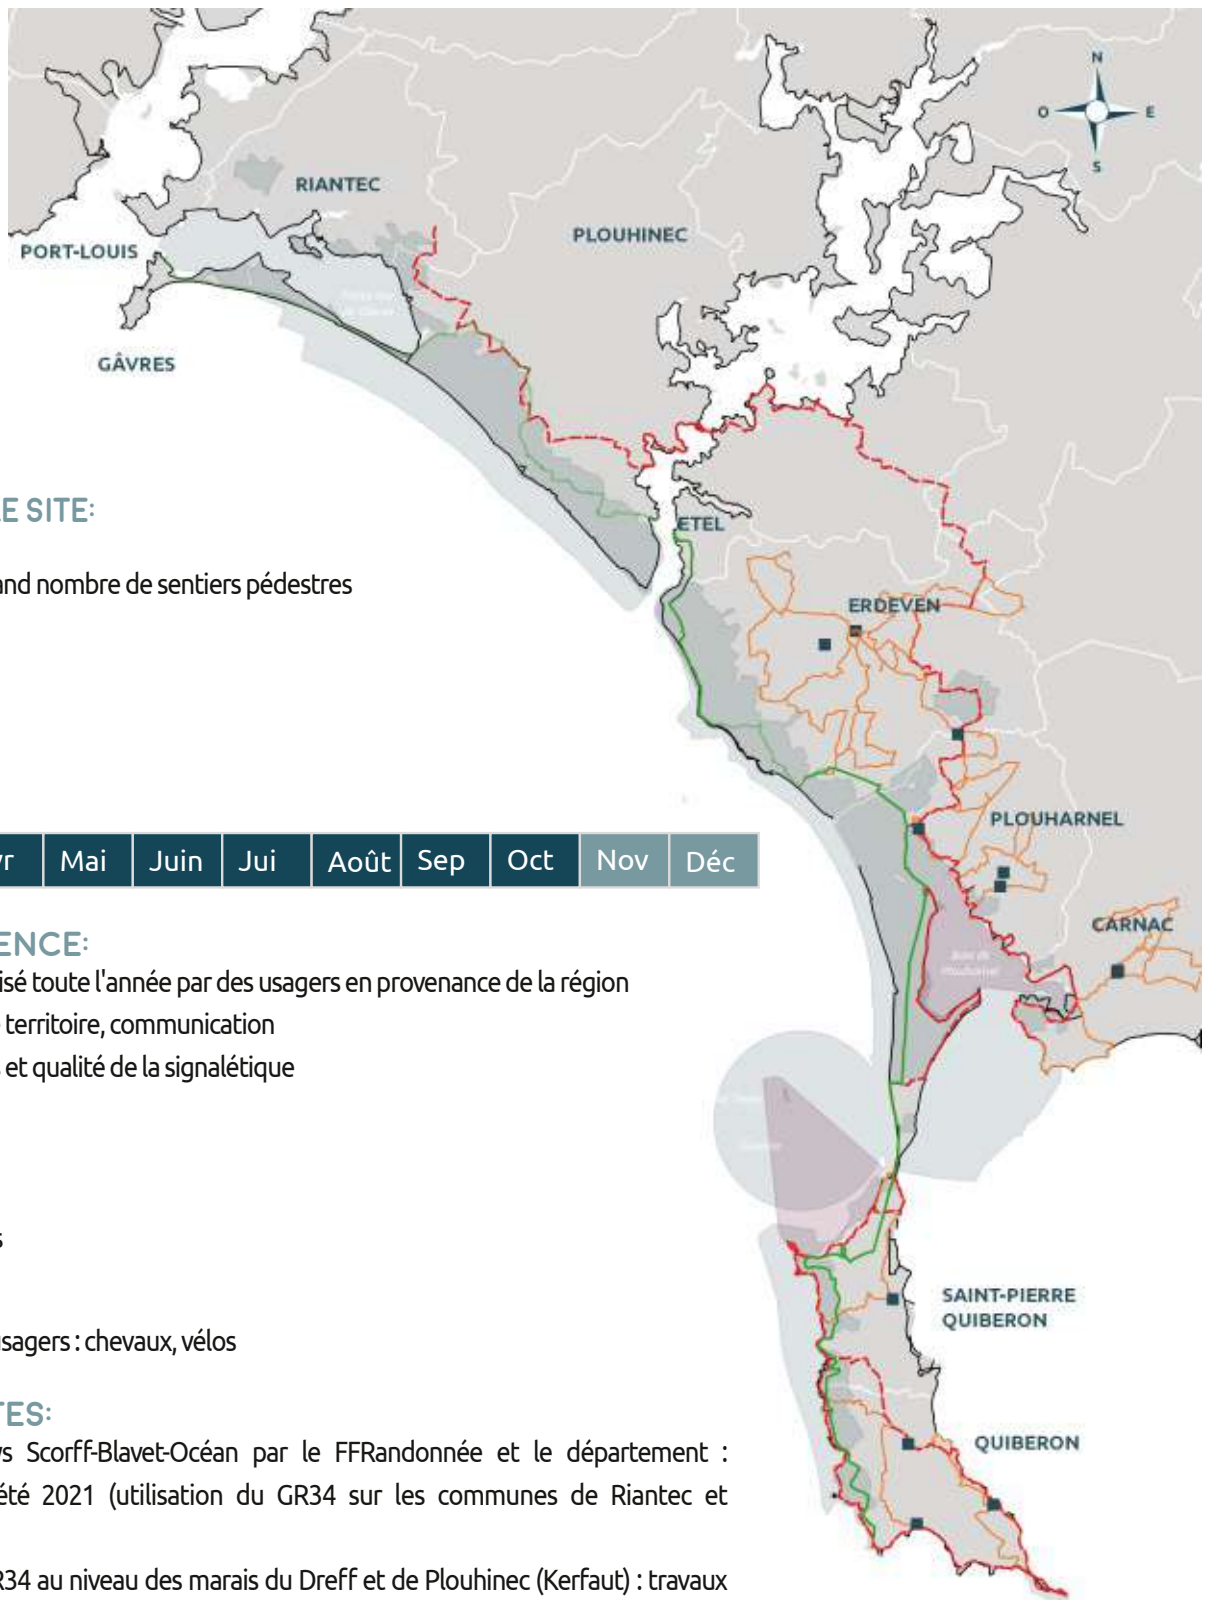 N
O
E
S
RIANTEC
PORT-LOUIS
PLOUHINEC
GÂVRES
E SITE:
ETEL
and nombre de sentiers pédestres
ERDEVEN
PLOUHARNEL
Mai Juin Jui Août Sep Oct Nov Déc
CARNAC
ENCE:
isé toute l'année par des usagers en provenance de la région
territoire, communication
et qualité de la signalétique
s
SAINT-PIERRE
QUIBERON
sagers : chevaux, vélos
TES:
QUIBERON
Scorff-Blavet-Océan par le FFRandonnée et le département :
été 2021 (utilisation du GR34 sur les communes de Riantec et
R34 au niveau des marais du Dreff et de Plouhinec (Kerfaut) : travaux